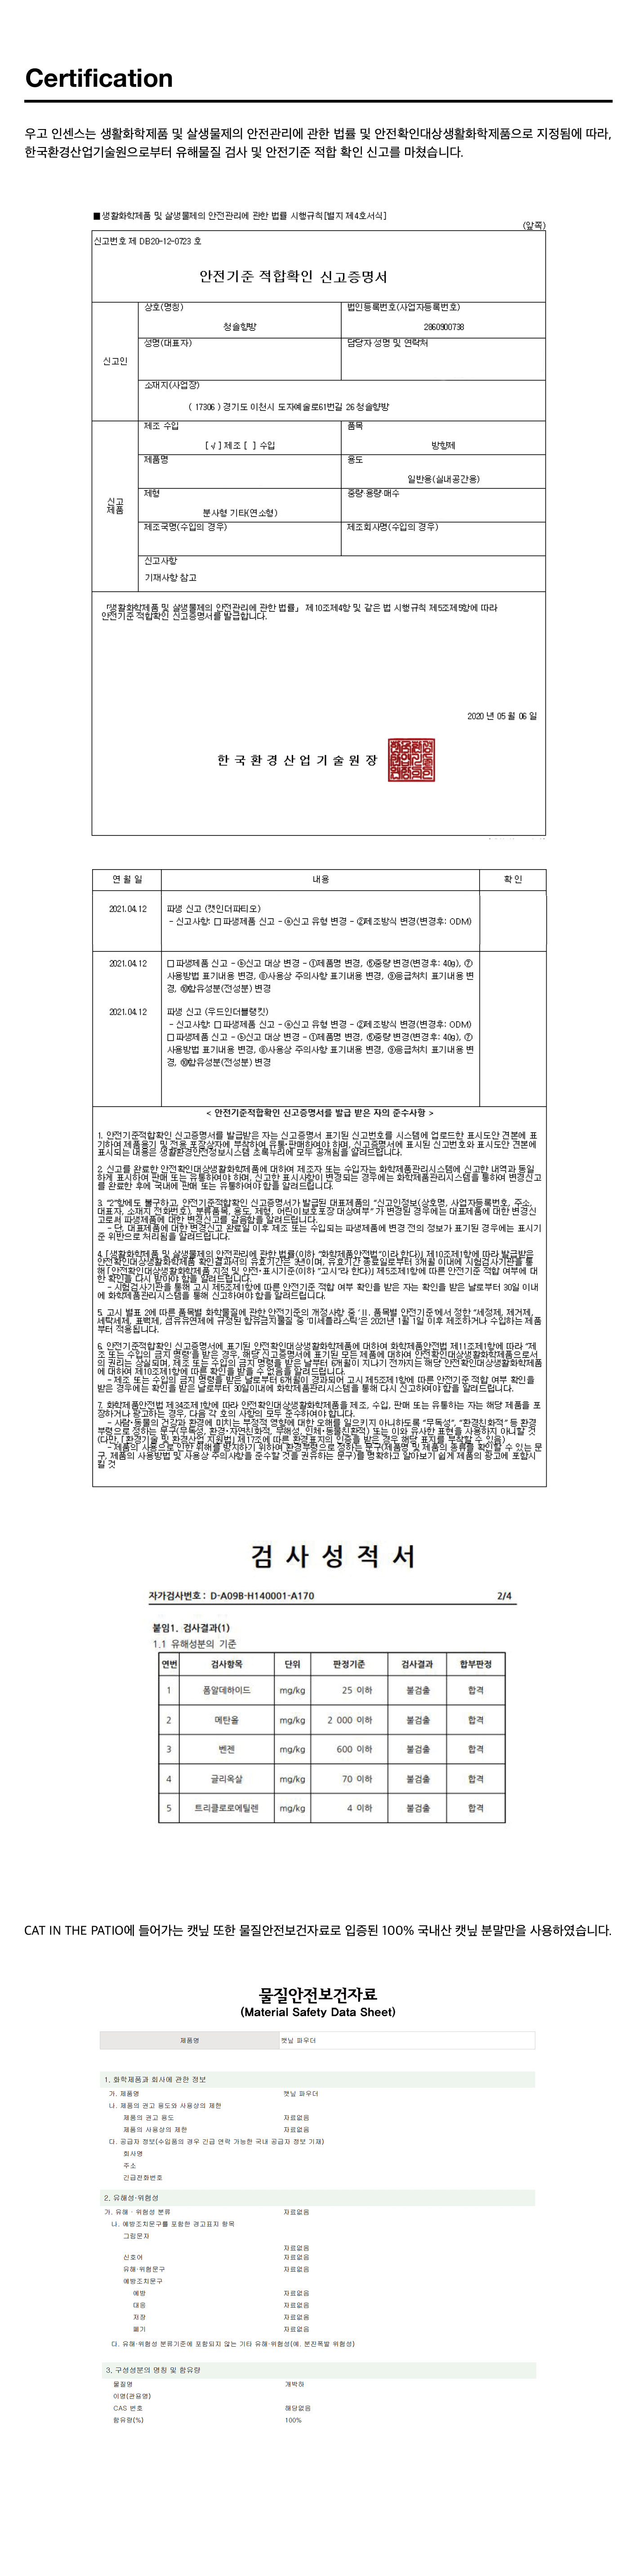 Certification
우고 인센스는 생활화학제품 및 살생물제의 안전관리에 관한 법률 및 안전확인대상생활화학제품으로 지정됨에 따라,
한국환경산업기술원으로부터 유해물질 검사 및 안전기준 적합 확인 신고를 마쳤습니다.
■생활화학제품 및 살생물제의 안전관리에 관한 법률 시행규칙[별지 제4호서식]
(앞쪽)
신고번호 제 DB20-12-0723 호
안전기준 적합확인 신고증명서
신고인
상호(명칭)
청솔향방
법인등록번호(사업자등록번호)
2860900738
성명(대표자)
담당자 성명 및 연락처
소재지(사업장)
( 17306 ) 경기도 이천시 도자예술로61번길 26 청솔향방
신고
제품
제조 수입
[ √ ] 제조 [ ] 수입
품목
방향제
제품명
용도
일반용(실내공간용)
제형
분사형 기타(연소형)
중량·용량·매수
제조국명(수입의 경우)
제조회사명(수입의 경우)
신고사항
기재사항 참고
「생활화학제품 및 살생물제의 안전관리에 관한 법률」 제10조제4항 및 같은 법 시행규칙 제5조제5항에 따라
안전기준 적합확인 신고증명서를 발급합니다.
2020 년 05 월 06 일
한국환경산업기술원장
연 월 일
내용
확 인
2021.04.12
파생 신고 (캣인더파티오)
- 신고사항: □ 파생제품 신고 - ⓐ신고 유형 변경 - ②제조방식 변경(변경후: ODM)
2021.04.12
□ 파생제품 신고 - ⓑ신고 대상 변경 - ①제품명 변경, ⑥중량 변경(변경후: 40g), ⑦
사용방법 표기내용 변경, ⑧사용상 주의사항 표기내용 변경, ⑨응급처치 표기내용 변
경, ⑩함유성분(전성분) 변경
2021.04.12
파생 신고 (우드인더블랭킷)
- 신고사항: □ 파생제품 신고 - ⓐ신고 유형 변경 - ②제조방식 변경(변경후: ODM)
□ 파생제품 신고 - ⓑ신고 대상 변경 - ①제품명 변경, ⑥중량 변경(변경후: 40g), ⑦
사용방법 표기내용 변경, ⑧사용상 주의사항 표기내용 변경, ⑨응급처치 표기내용 변
경, ⑩함유성분(전성분) 변경
< 안전기준적합확인 신고증명서를 발급 받은 자의 준수사항 >
1. 안전기준적합확인 신고증명서를 발급받은 자는 신고증명서 표기된 신고번호를 시스템에 업로드한 표시도안 견본에 표
기하여 제품용기 및 전용 포장상자에 부착하여 유통·판매하여야 하며, 신고증명서에 표시된 신고번호와 표시도안 견본에
표시되는 내용은 생활환경안전정보시스템 초록누리에 모두 공개됨을 알려드립니다.
2. 신고를 완료한 안전확인대상생활화학제품에 대하여 제조자 또는 수입자는 화학제품관리시스템에 신고한 내역과 동일
하게 표시하여 판매 또는 유통하여야 하며, 신고한 표시사항이 변경되는 경우에는 화학제품관리시스템을 통하여 변경신고
를 완료한 후에 국내에 판매 또는 유통하여야 함을 알려드립니다.
3. "2"항에도 불구하고, 안전기준적합확인 신고증명서가 발급된 대표제품의 "신고인정보(상호명, 사업자등록번호, 주소,
대표자, 소재지 전화번호), 분류품목, 용도, 제형, 어린이보호포장 대상여부" 가 변경될 경우에는 대표제품에 대한 변경신
고로써 파생제품에 대한 변경신고를 갈음함을 알려드립니다.
- 단, 대표제품에 대한 변경신고 완료일 이후 제조 또는 수입되는 파생제품에 변경 전의 정보가 표기된 경우에는 표시기
준 위반으로 처리됨을 알려드립니다.
4. 「생활화학제품 및 살생물제의 안전관리에 관한 법률(이하 "화학제품안전법"이라 한다)」 제10조제1항에 따라 발급받은
안전확인대상생활화학제품 확인결과서의 유효기간은 3년이며, 유효기간 종료일로부터 3개월 이내에 시험검사기관을 통
해 「안전확인대상생활화학제품 지정 및 안전·표시기준(이하 "고시"라 한다)」 제5조제1항에 따른 안전기준 적합 여부에 대
한 확인을 다시 받아야 함을 알려드립니다.
- 시험검사기관을 통해 고시 제5조제1항에 따른 안전기준 적합 여부 확인을 받은 자는 확인을 받은 날로부터 30일 이내
에 화학제품관리시스템을 통해 신고하여야 함을 알려드립니다.
5. 고시 별표 2에 따른 품목별 화학물질에 관한 안전기준의 개정사항 중 'Ⅱ. 품목별 안전기준'에서 정한 "세정제, 제거제,
세탁세제, 표백제, 섬유유연제에 규정된 함유금지물질 중 '미세플라스틱'은 2021년 1월 1일 이후 제조하거나 수입하는 제품
부터 적용됩니다.
6. 안전기준적합확인 신고증명서에 표기된 안전확인대상생활화학제품에 대하여 화학제품안전법 제11조제1항에 따라 "제
조 또는 수입의 금지 명령'을 받은 경우, 해당 신고증명서에 표기된 모든 제품에 대하여 안전확인대상생활화학제품으로서
의 권리는 상실되며, 제조 또는 수입의 금지 명령을 받은 날부터 6개월이 지나기 전까지는 해당 안전확인대상생활화학제품
에 대하여 제10조제1항에 따른 확인을 받을 수 없음을 알려드립니다.
- 제조 또는 수입의 금지 명령을 받은 날로부터 6개월이 경과되어 고시 제5조제1항에 따른 안전기준 적합 여부 확인을
받은 경우에는 확인을 받은 날로부터 30일이내에 화학제품관리시스템을 통해 다시 신고하여야 함을 알려드립니다.
7. 화학제품안전법 제34조제1항에 따라 안전확인대상생활화학제품을 제조, 수입, 판매 또는 유통하는 자는 해당 제품을 포
장하거나 광고하는 경우, 다음 각 호의 사항을 모두 준수하여야 합니다.
- 사람·동물의 건강과 환경에 미치는 부정적 영향에 대한 오해를 일으키지 아니하도록 "무독성", "환경친화적" 등 환경
부령으로 정하는 문구(무독성, 환경·자연친화적, 무해성, 인체·동물친화적) 또는 이와 유사한 표현을 사용하지 아니할 것
(다만, 「환경기술 및 환경산업 지원법」 제17조에 따른 환경표지의 인증을 받은 경우 해당 표지를 부착할 수 있음)
- 제품의 사용으로 인한 위해를 방지하기 위하여 환경부령으로 정하는 문구(제품명 및 제품의 종류를 확인할 수 있는 문
구, 제품의 사용방법 및 사용상 주의사항을 준수할 것을 권유하는 문구)를 명확하고 알아보기 쉽게 제품의 광고에 포함시
킬 것
검 사 성 적 서
자가검사번호 : D-A09B-H140001-A170
2/4
붙임1. 검사결과(1)
1.1 유해성분의 기준
연번 검사항목 단위 판정기준 검사결과 합부판정
1 폼알데하이드 mg/kg 25 이하 불검출 합격
2 메탄올 mg/kg 2 000 이하 불검출 합격
3 벤젠 mg/kg 600 이하 불검출 합격
4 글리옥살 mg/kg 70 이하 불검출 합격
5 트리클로로에틸렌 mg/kg 4 이하 불검출 합격
CAT IN THE PATIO에 들어가는 캣닢 또한 물질안전보건자료로 입증된 100% 국내산 캣닢 분말만을 사용하였습니다.
물질안전보건자료
(Material Safety Data Sheet)
제품명 캣닢 파우더
1. 화학제품과 회사에 관한 정보
가. 제품명 캣닢 파우더
나. 제품의 권고 용도와 사용상의 제한
제품의 권고 용도 자료없음
제품의 사용상의 제한 자료없음
다. 공급자 정보(수입품의 경우 긴급 연락 가능한 국내 공급자 정보 기재)
회사명
주소
긴급전화번호
2. 유해성·위험성
가. 유해 · 위험성 분류 자료없음
나. 예방조치문구를 포함한 경고표지 항목
그림문자
자료없음
신호어 자료없음
유해·위험문구 자료없음
예방조치문구
예방 자료없음
대응 자료없음
저장 자료없음
폐기 자료없음
다. 유해·위험성 분류기준에 포함되지 않는 기타 유해·위험성(예. 분진폭발 위험성)
3. 구성성분의 명칭 및 함유량
물질명 개박하
이명(관용명)
CAS 번호 해당없음
함유량(%) 100%